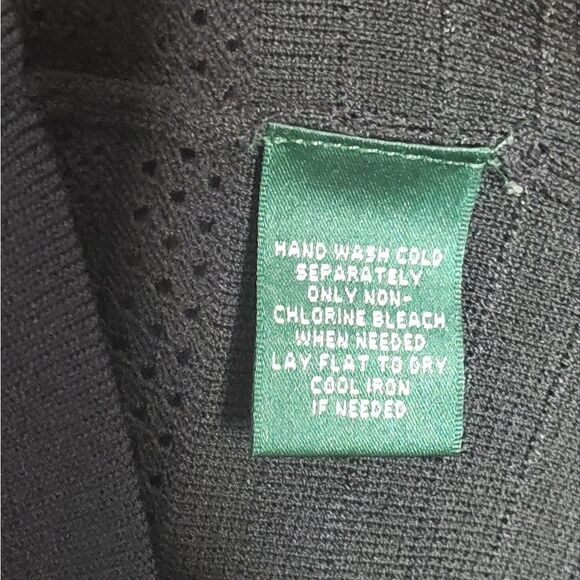 HAND WASH COLD
SEPARATELY
ONLY NON-
CHLORINE BLEACH
WHEN NEEDED
LAY FLAT TO DRY
COOL IRON
IF NEEDED